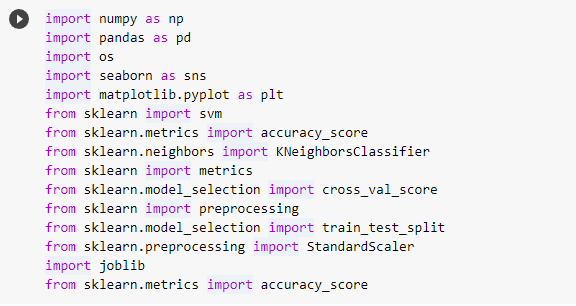 import numpy as np
import pandas as pd
import os
import seaborn as sns
import matplotlib.pyplot as plt
from sklearn import svm
from sklearn.metrics import accuracy_score
from sklearn.neighbors import KNeighborsClassifier
from sklearn import metrics
from sklearn.model_selection import cross_val_score
from sklearn import preprocessing
from sklearn.model_selection import train_test_split
from sklearn.preprocessing import StandardScaler
import joblib
from sklearn.metrics import accuracy_score